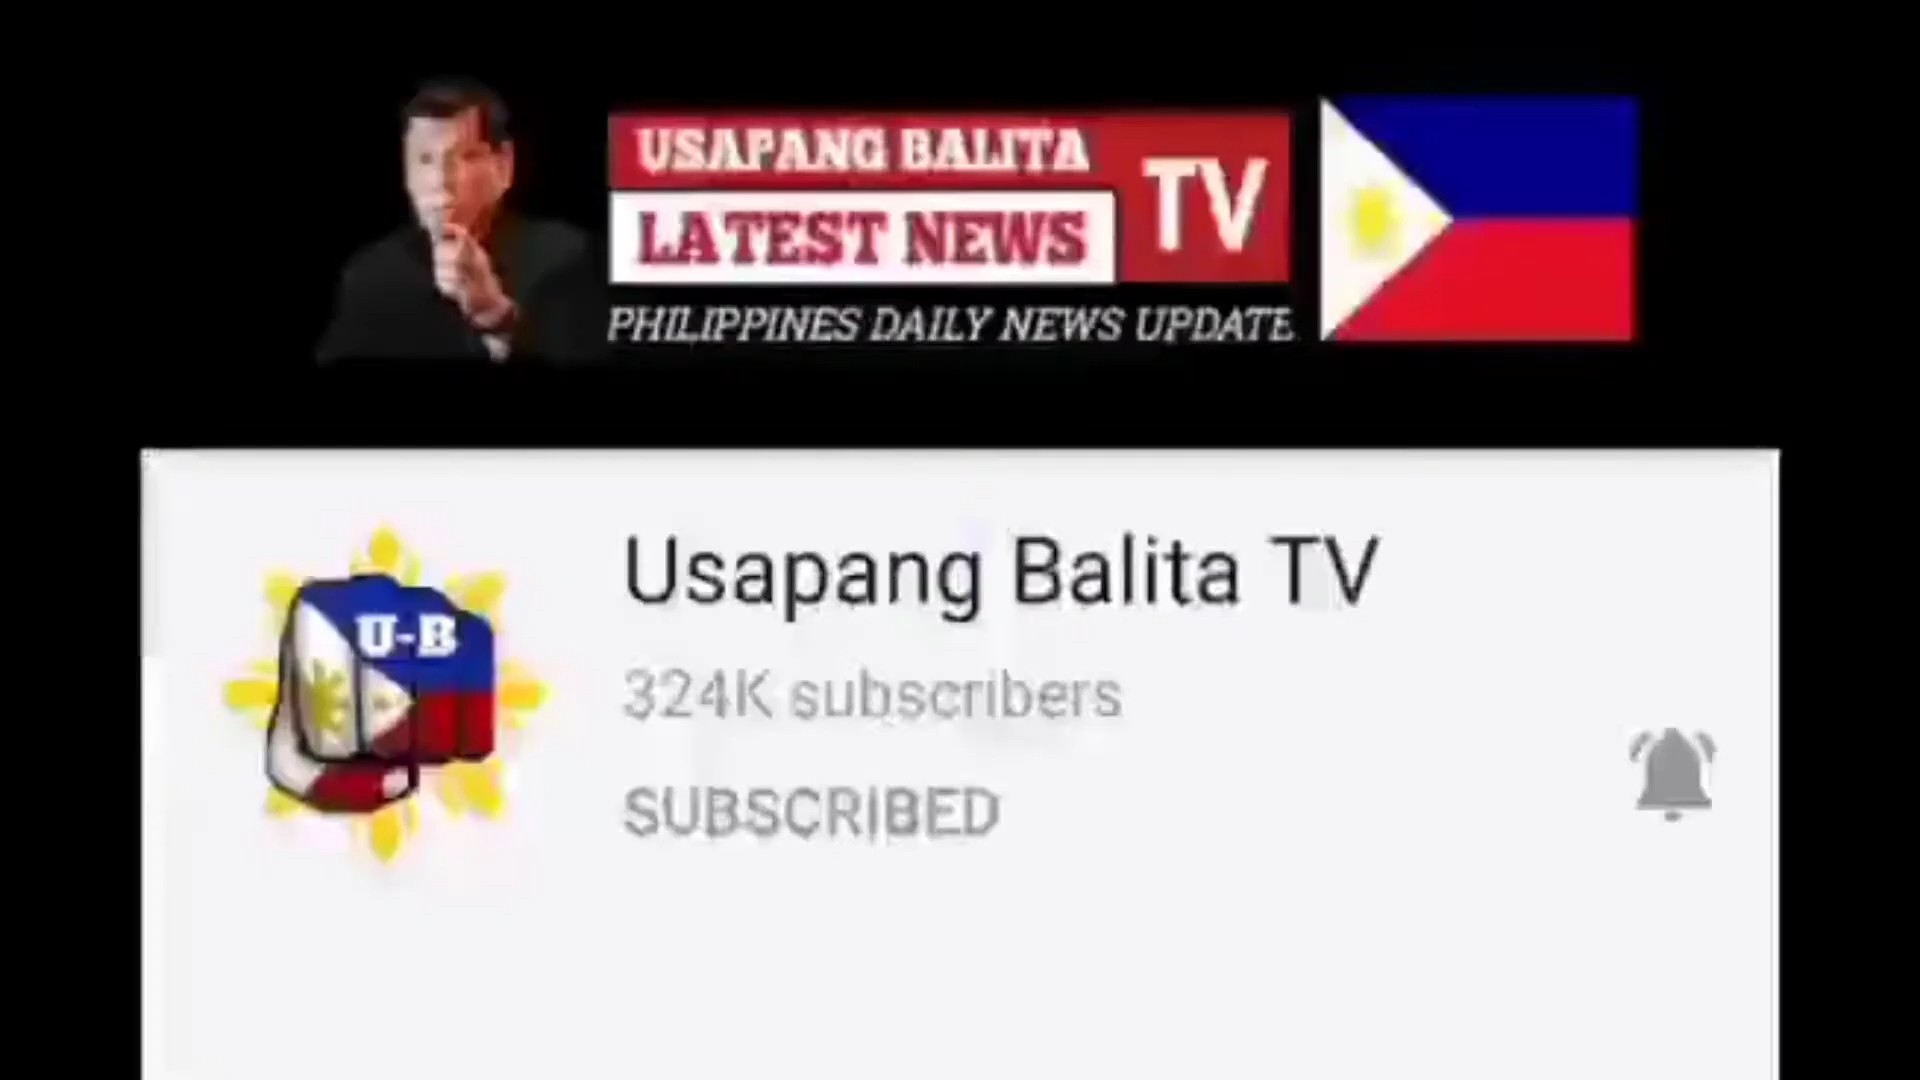 USAPANG BALITA
TV
LATEST NEWS
PHILIPPINES DAILY NEWS UPDATE
U-B
Usapang Balita TV
324K subscribers
SUBSCRIBED